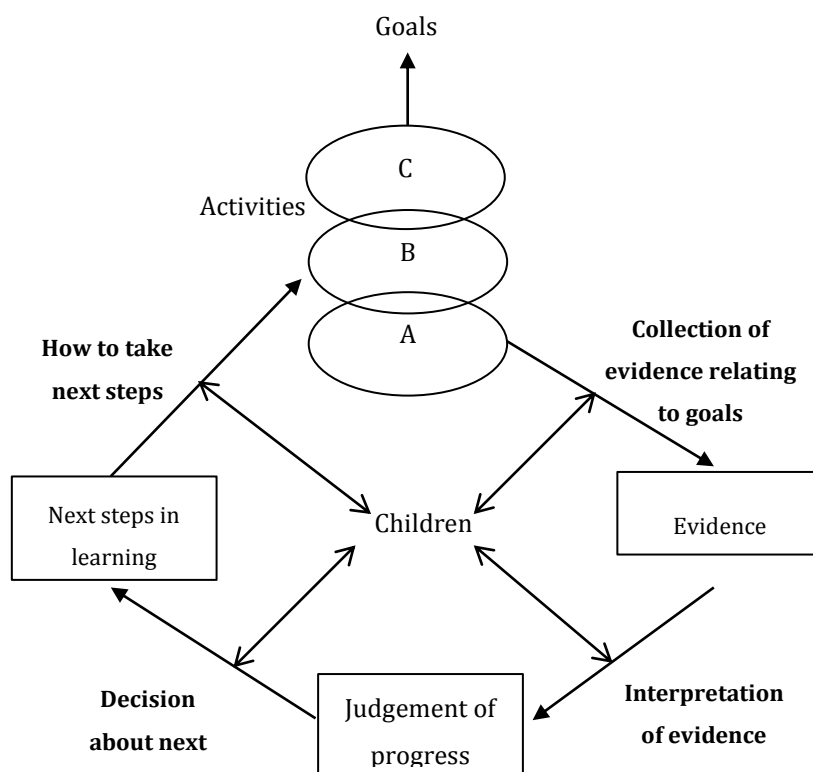 Goals
C
Activities
B
A
How to take
next steps
Collection of
evidence relating
to goals
Next steps in
learning
Children
Evidence
Decision
about next
Judgement of
progress
Interpretation
of evidence